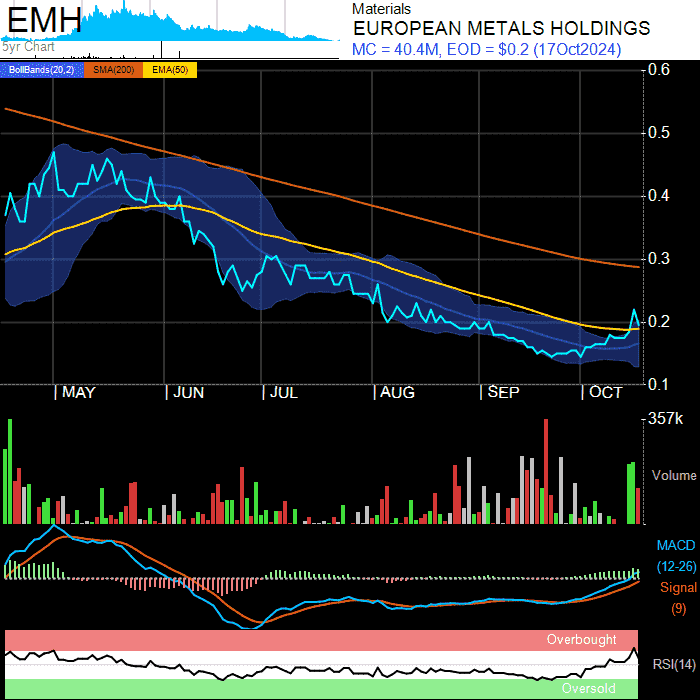 EMH
5yr Chart
Materials
EUROPEAN METALS HOLDINGS
MC = 40.4M, EOD = $0.2 (17Oct2024)
BollBands(20,2) SMA(200) EMA(50)
0.6
0.5
0.4
0.3
0.2
0.1
MAY JUN JUL AUG SEP OCT
357k
Volume
MACD
(12-26)
Signal
(9)
Overbought
RSI(14)
Oversold